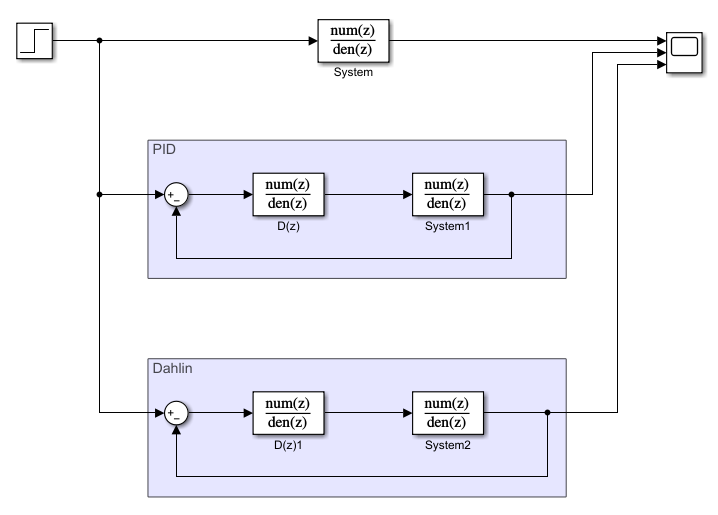 num(z)
den(z)
System
PID
+
_
num(z)
den(z)
D(z)
num(z)
den(z)
System1
Dahlin
+
_
num(z)
den(z)
D(z)1
num(z)
den(z)
System2